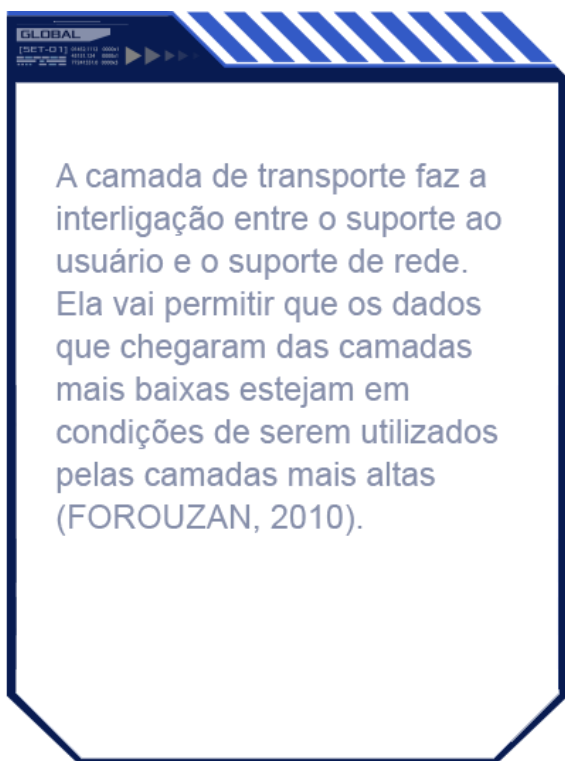 GLOBAL
[SET-01]
A camada de transporte faz a
interligação entre o suporte ao
usuário e o suporte de rede.
Ela vai permitir que os dados
que chegaram das camadas
mais baixas estejam em
condições de serem utilizados
pelas camadas mais altas
(FOROUZAN, 2010).